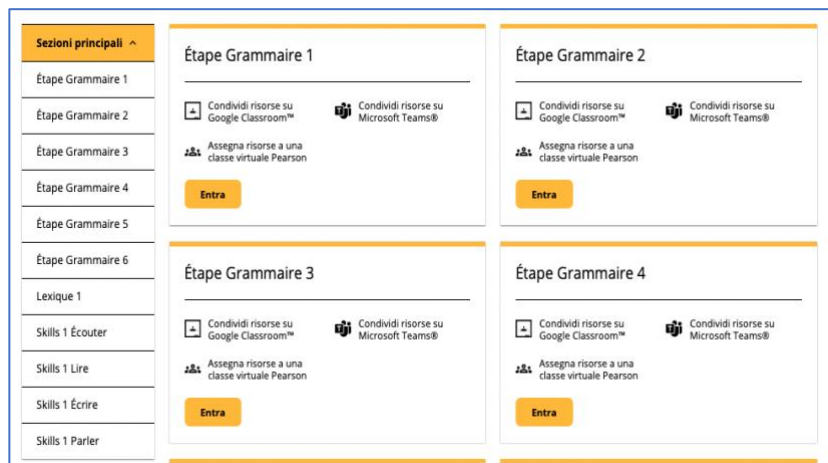 Sezioni principali
Étape Grammaire 1
Étape Grammaire 2
Étape Grammaire 3
Étape Grammaire 4
Étape Grammaire 5
Étape Grammaire 6
Lexique 1
Skills 1 Écouter
Skills 1 Lire
Skills 1 Écrire
Skills 1 Parler
Étape Grammaire 1
Condividi risorse su
Google Classroom™
Condividi risorse su
Microsoft Teams®
Assegna risorse a una
classe virtuale Pearson
Entra
Étape Grammaire 2
Condividi risorse su
Google Classroom™
Condividi risorse su
Microsoft Teams®
Assegna risorse a una
classe virtuale Pearson
Entra
Étape Grammaire 3
Condividi risorse su
Google Classroom™
Condividi risorse su
Microsoft Teams®
Assegna risorse a una
classe virtuale Pearson
Entra
Étape Grammaire 4
Condividi risorse su
Google Classroom™
Condividi risorse su
Microsoft Teams®
Assegna risorse a una
classe virtuale Pearson
Entra